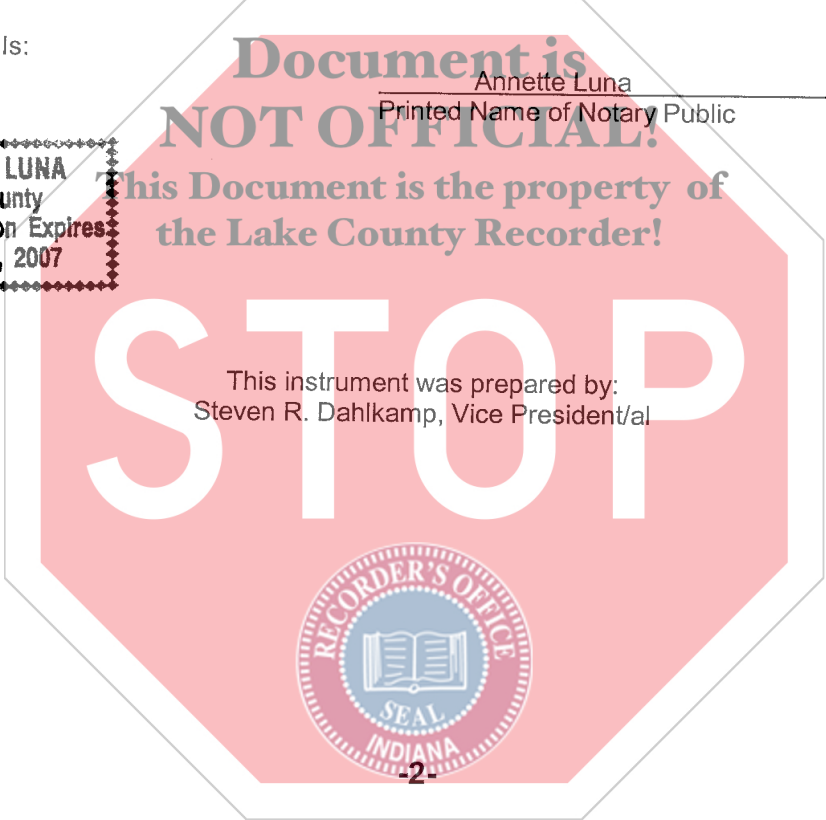 ls:
Document is
Annette Luna
Printed Name of Notary Public
NOT OFFICIAL!
LUNA
unty
This Document is the property of
on Expires
the Lake County Recorder!
, 2007
STOP
This instrument was prepared by:
Steven R. Dahlkamp, Vice President/al
RECORDER'S OFFICE
SEAL
INDIANA
-2-